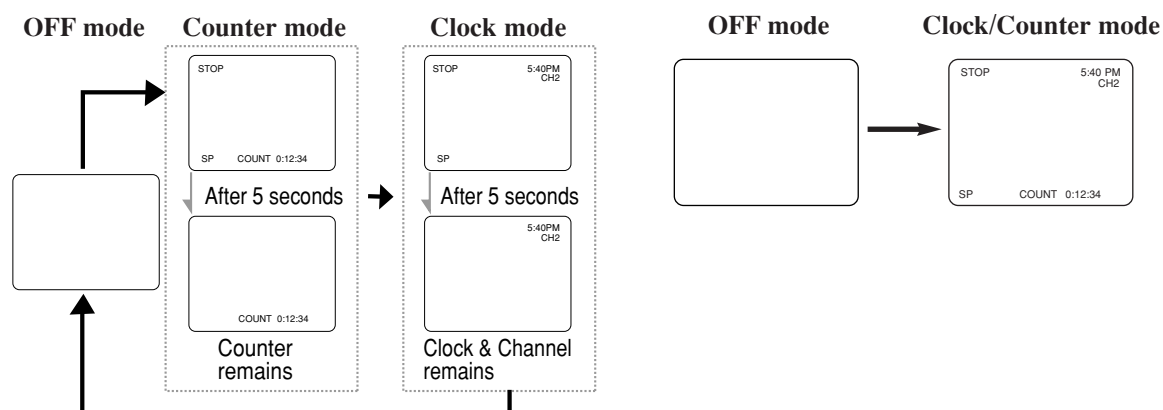 OFF mode
Counter mode
Clock mode
STOP
SP COUNT 0:12:34
After 5 seconds
COUNT 0:12:34
Counter
remains
STOP 5:40PM
CH2
SP
After 5 seconds
5:40PM
CH2
Clock & Channel
remains
OFF mode
Clock/Counter mode
STOP 5:40 PM
CH2
SP COUNT 0:12:34